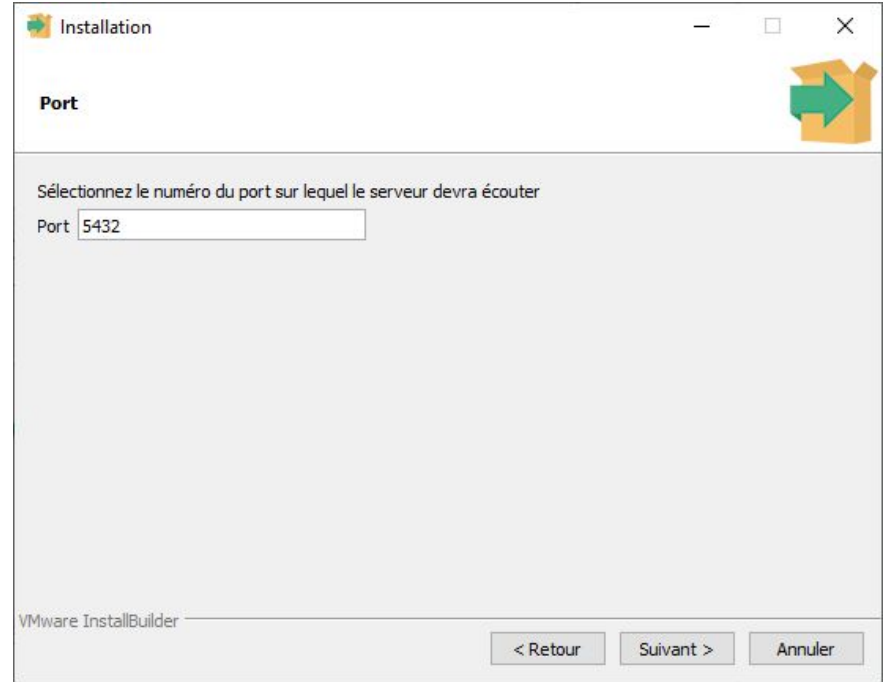 Installation
Port
Sélectionnez le numéro du port sur lequel le serveur devra écouter
Port 5432
VMware InstallBuilder
< Retour Suivant > Annuler